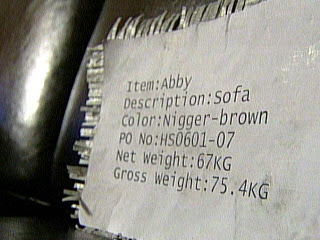 Item:Abby
Description:Sofa
Color:Nigger-brown
PO No:HS0601-07
Net Weight:67KG
Gross Weight:75.4KG